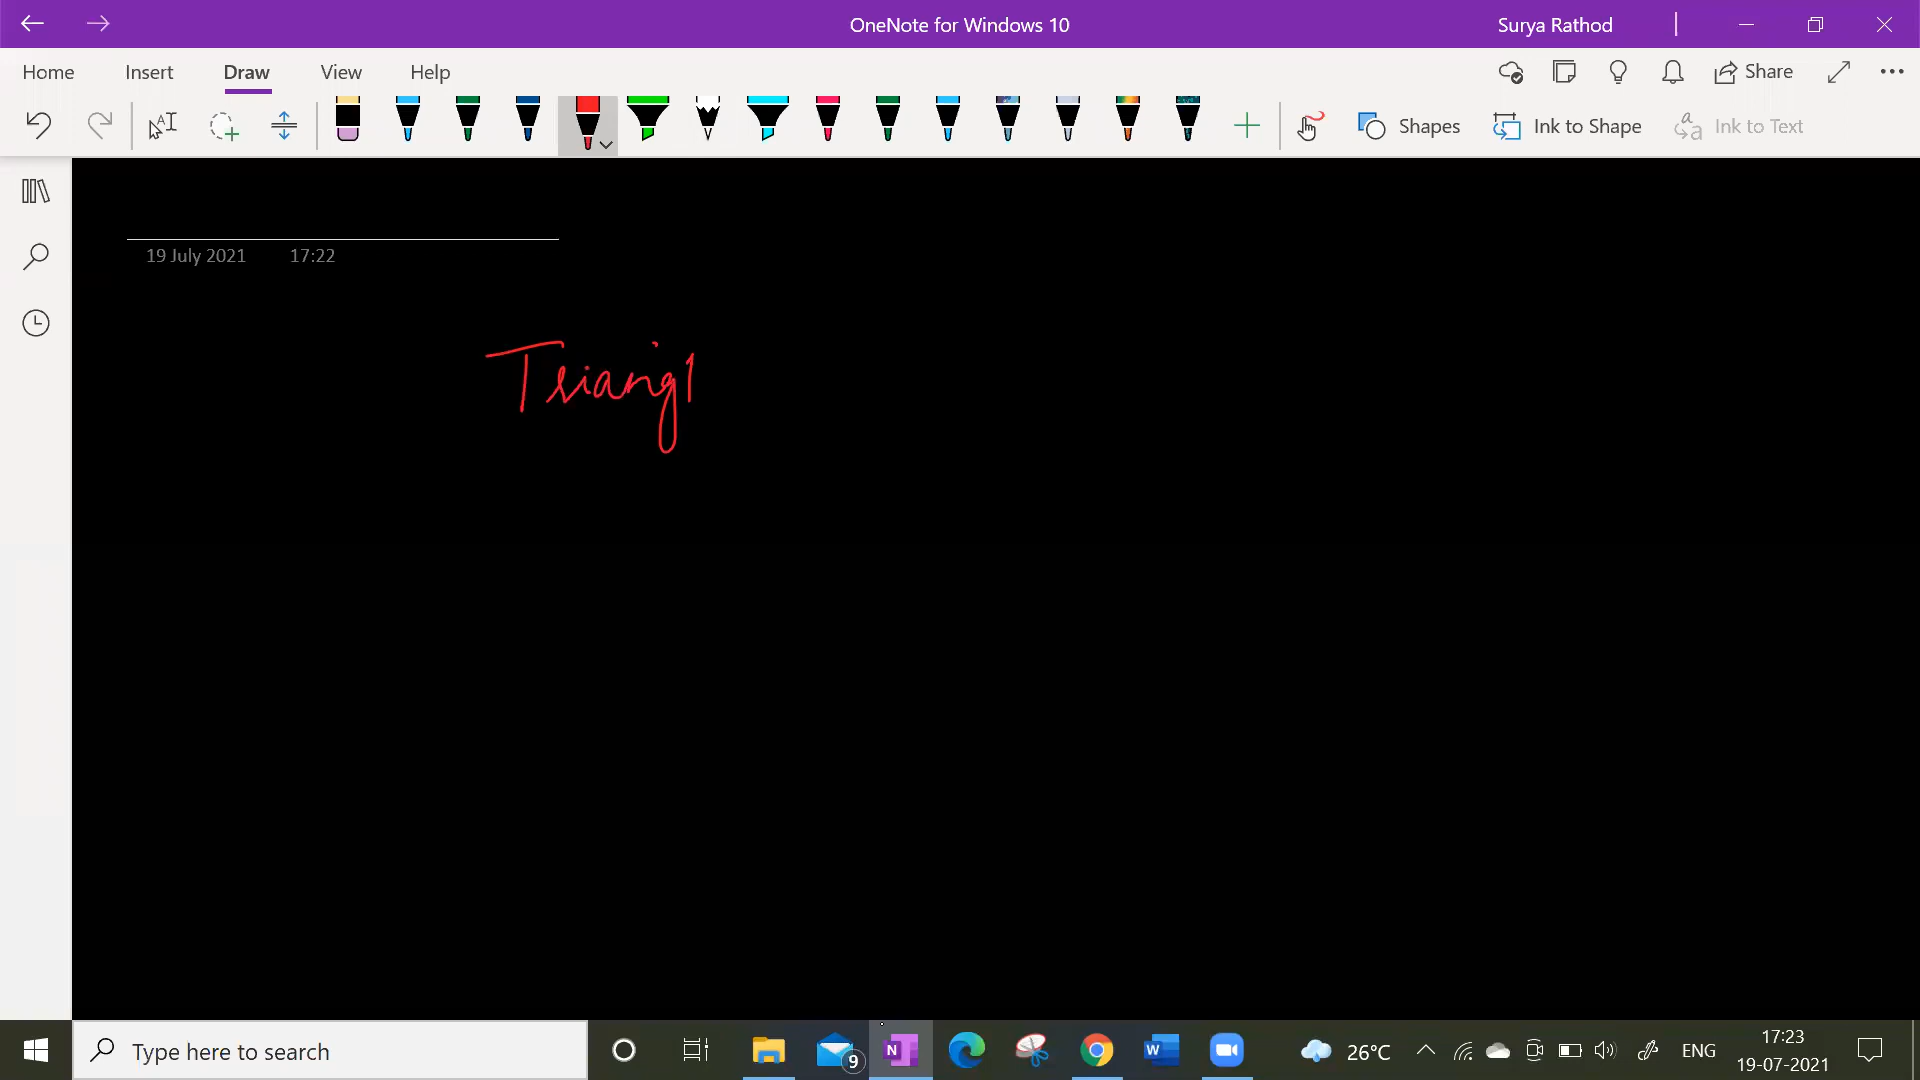 OneNote for Windows 10
Surya Rathod
Home
Insert
Draw
View
Help
Share
Shapes
Ink to Shape
Ink to Text
19 July 2021 17:22
Triangl
Type here to search
9
26°C
ENG
17:23
19-07-2021